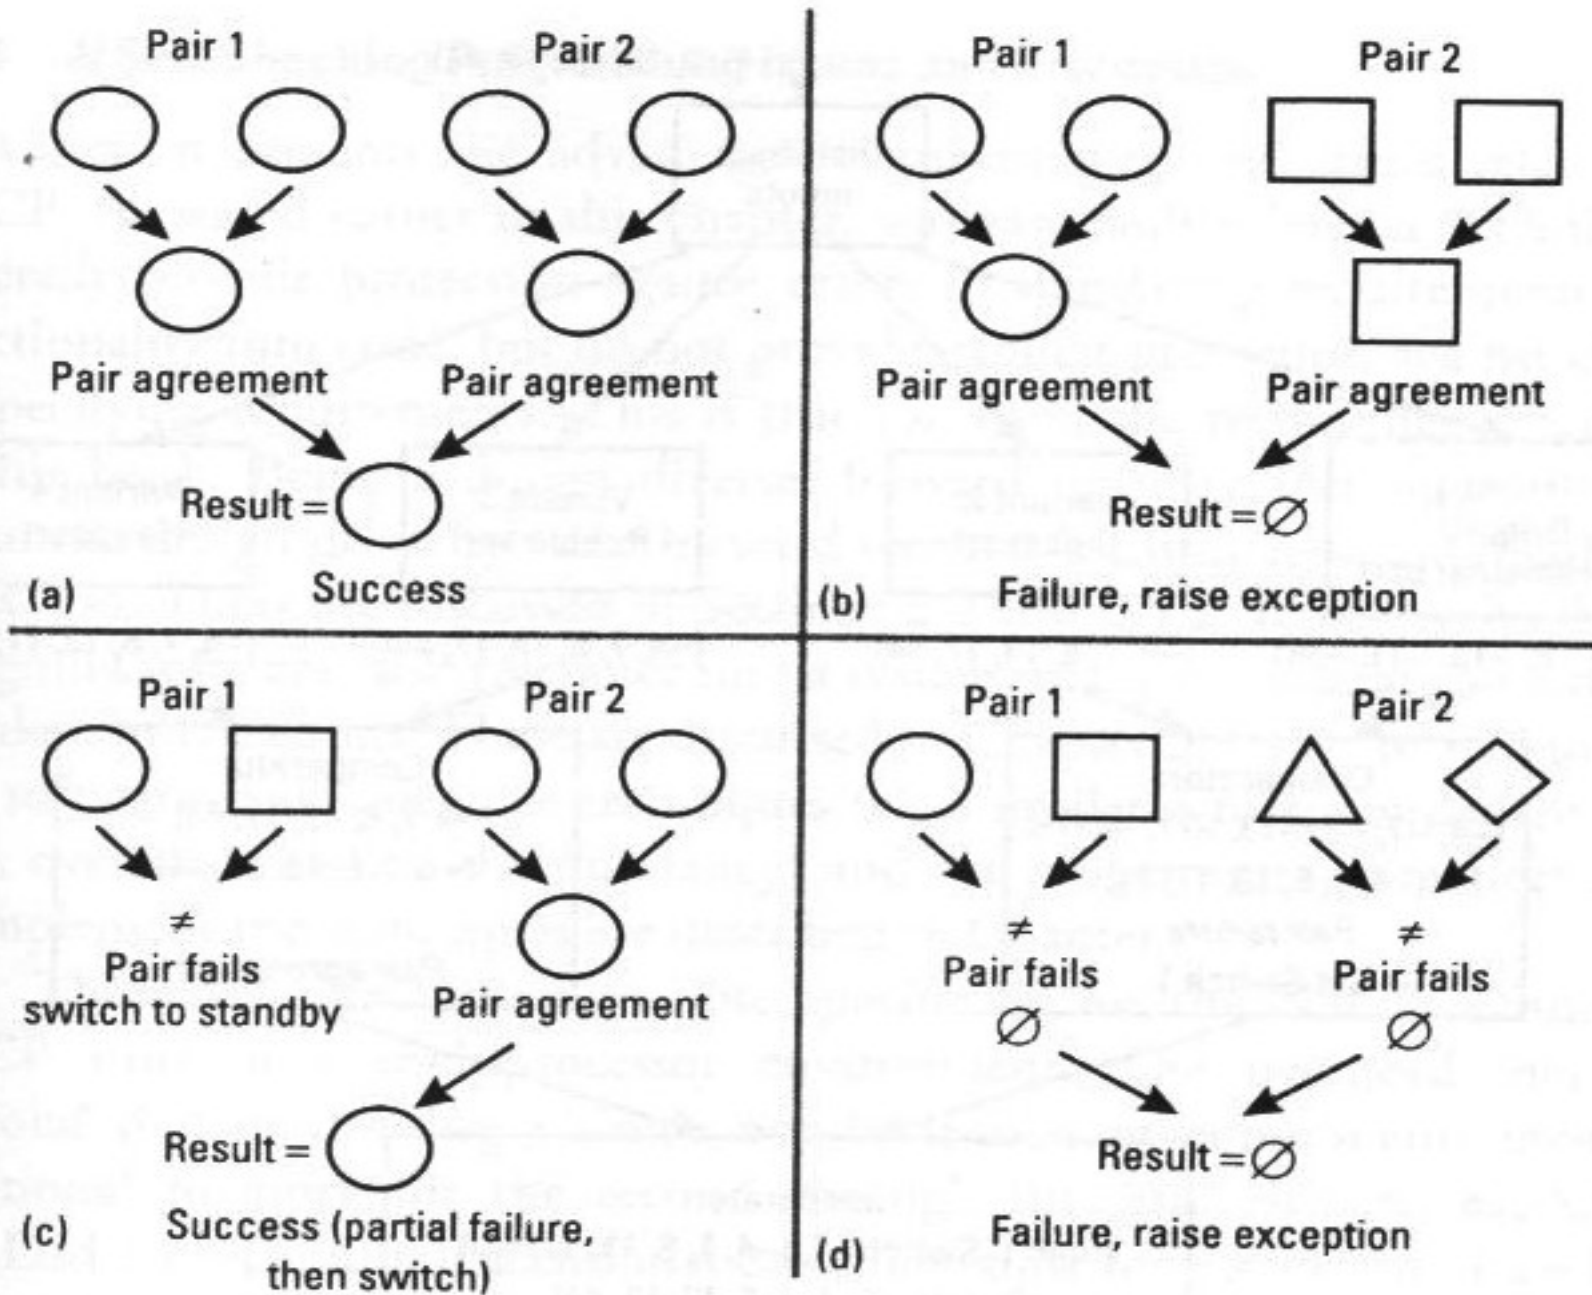 Pair 1
Pair 2
Pair agreement
Pair agreement
Result =
(a)
Success
Pair 1
Pair 2
Pair agreement
Pair agreement
Result = ∅
(b)
Failure, raise exception
Pair 1
Pair 2
≠
Pair fails
switch to standby
Pair agreement
Result =
(c)
Success (partial failure,
then switch)
Pair 1
Pair 2
≠
≠
Pair fails
Pair fails
∅
∅
Result = ∅
(d)
Failure, raise exception